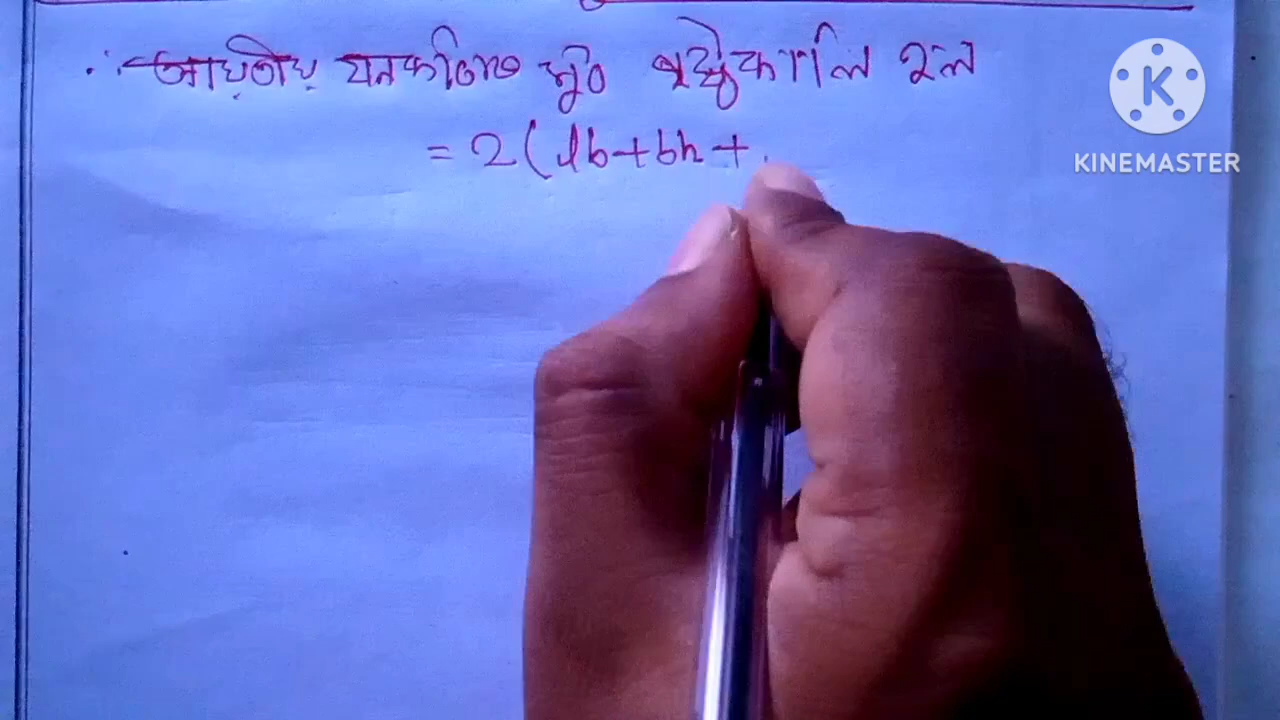 ∴ আয়তীয় ঘনকটোৰ মুঠ পৃষ্ঠকালি হ'ল
= 2 (lb+bh +
K
KINEMASTER